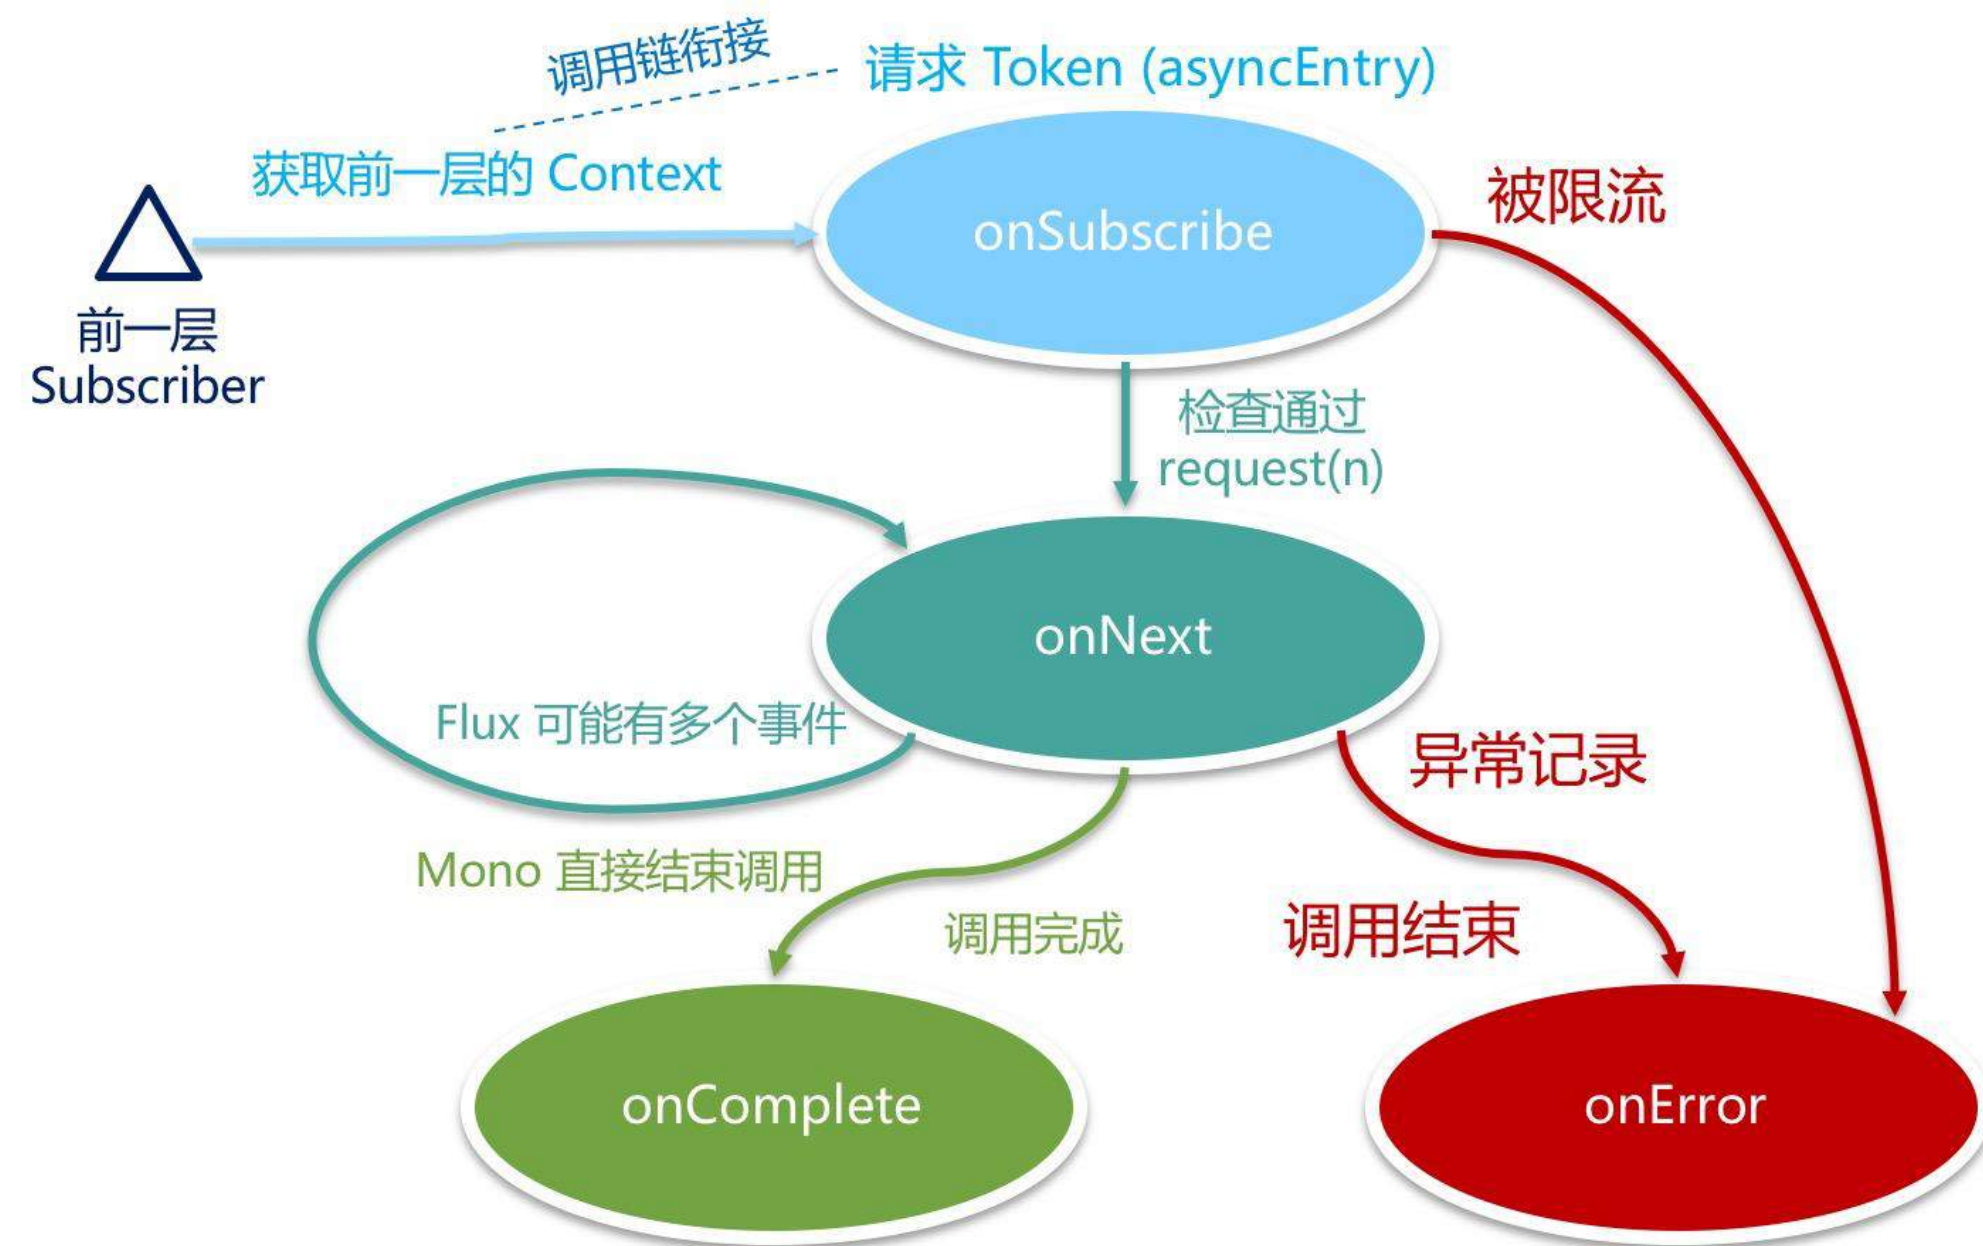 调用链衔接
请求 Token (asyncEntry)
获取前一层的 Context
onSubscribe
被限流
前一层
Subscriber
检查通过
request(n)
onNext
Flux 可能有多个事件
异常记录
Mono 直接结束调用
调用完成
调用结束
onComplete
onError